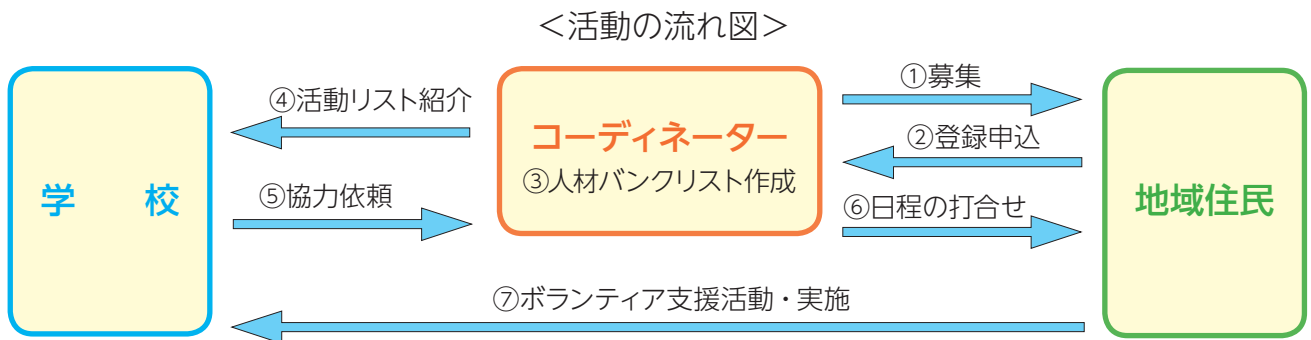 ＜活動の流れ図＞
学　校
④活動リスト紹介
⑤協力依頼
コーディネーター
③人材バンクリスト作成
①募集
②登録申込
⑥日程の打合せ
地域住民
⑦ボランティア支援活動・実施